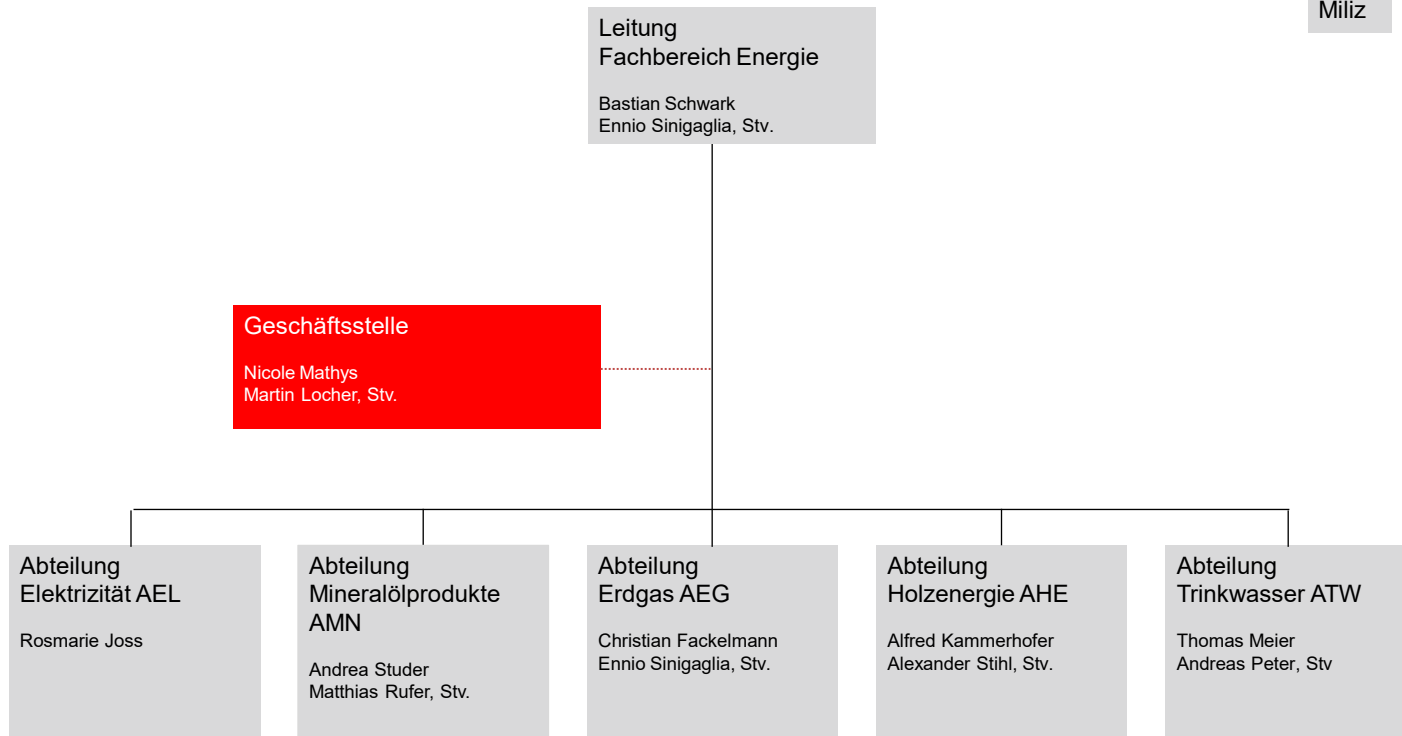 Miliz
Leitung
Fachbereich Energie
Bastian Schwark
Ennio Sinigaglia, Stv.
Geschäftsstelle
Nicole Mathys
Martin Locher, Stv.
Abteilung
Elektrizität AEL
Rosmarie Joss
Abteilung
Mineralölprodukte
AMN
Andrea Studer
Matthias Rufer, Stv.
Abteilung
Erdgas AEG
Christian Fackelmann
Ennio Sinigaglia, Stv.
Abteilung
Holzenergie AHE
Alfred Kammerhofer
Alexander Stihl, Stv.
Abteilung
Trinkwasser ATW
Thomas Meier
Andreas Peter, Stv